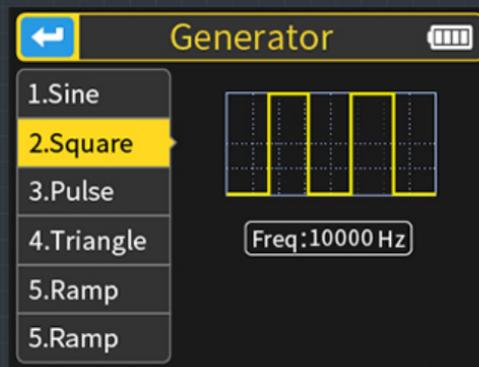 Generator
1.Sine
2.Square
3.Pulse
4.Triangle
5.Ramp
5.Ramp
Freq:10000 Hz